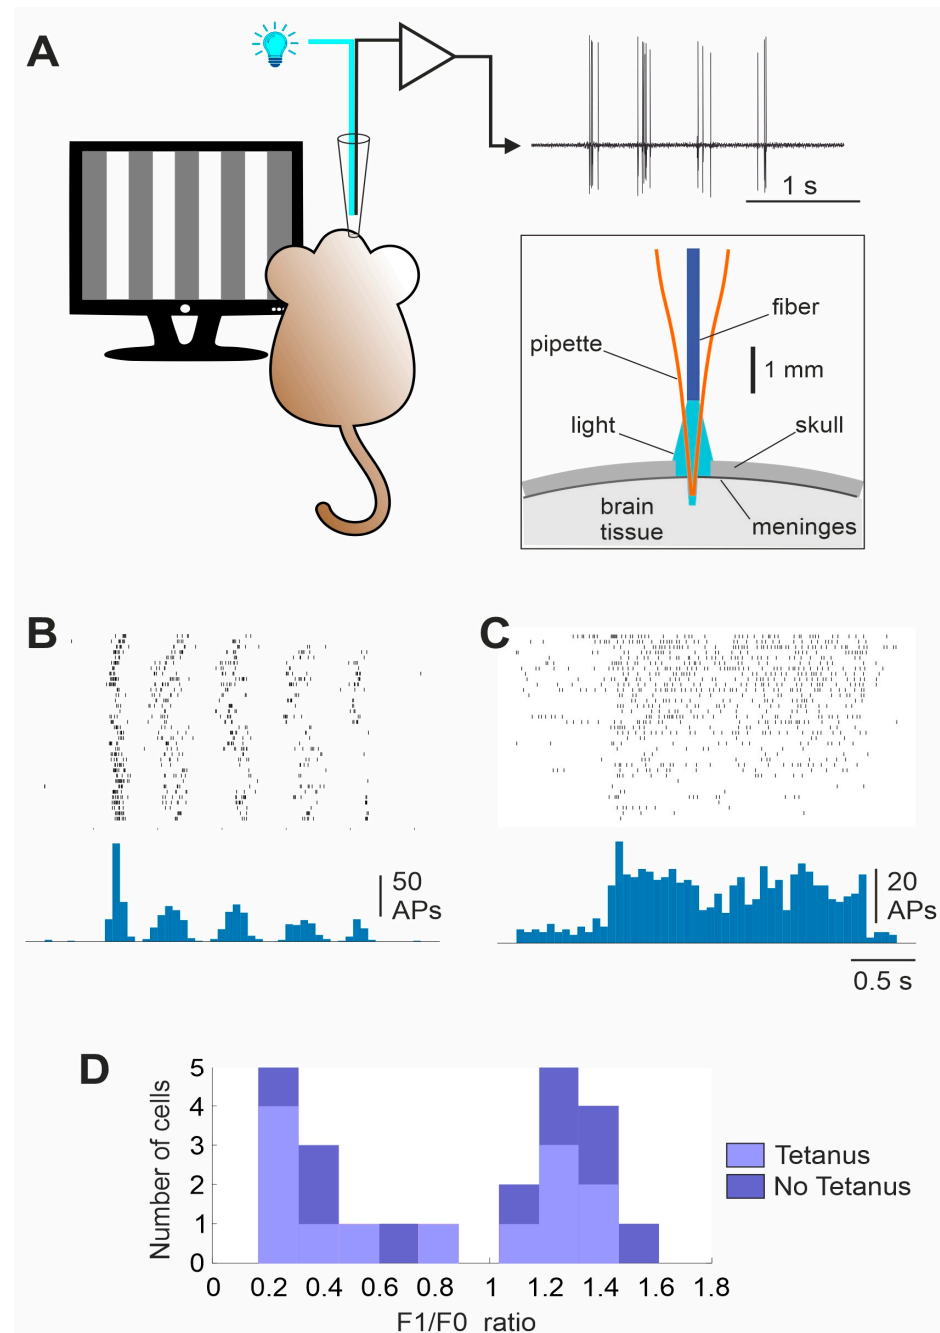 A
1 s
fiber
pipette
1 mm
light
skull
brain
tissue
meninges
B
C
50
APs
20
APs
0.5 s
D
Number of cells
5
4
3
2
1
0
0 0.2 0.4 0.6 0.8 1 1.2 1.4 1.6 1.8
F1/F0 ratio
Tetanus
No Tetanus